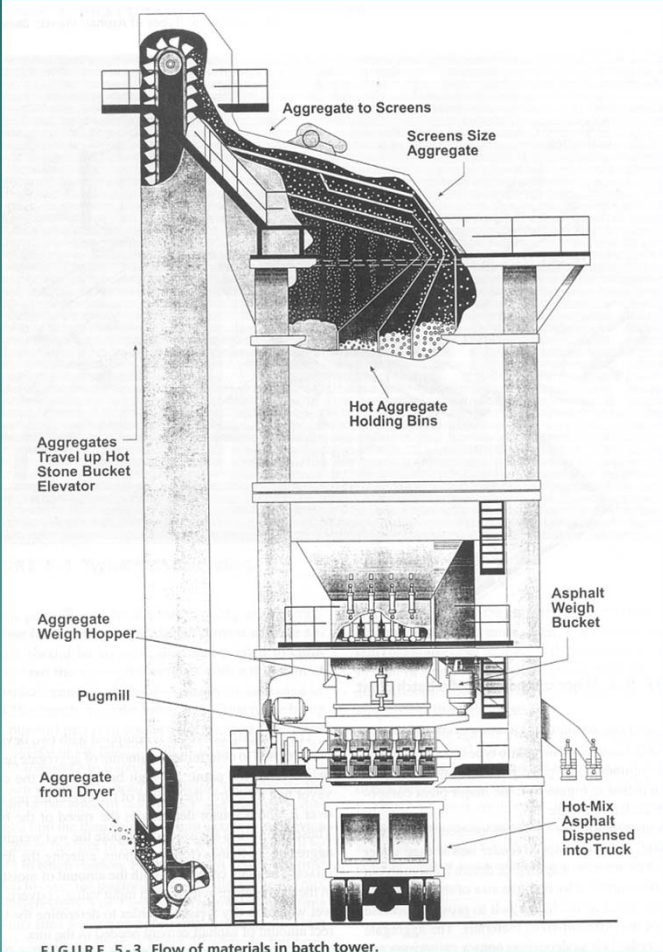 Aggregate to Screens
Screens Size
Aggregate
Hot Aggregate
Holding Bins
Aggregates
Travel up Hot
Stone Bucket
Elevator
Aggregate
Weigh Hopper
Asphalt
Weigh
Bucket
Pugmill
Aggregate
from Dryer
Hot-Mix
Asphalt
Dispensed
into Truck
FIGURE 5-3 Flow of materials in batch tower.